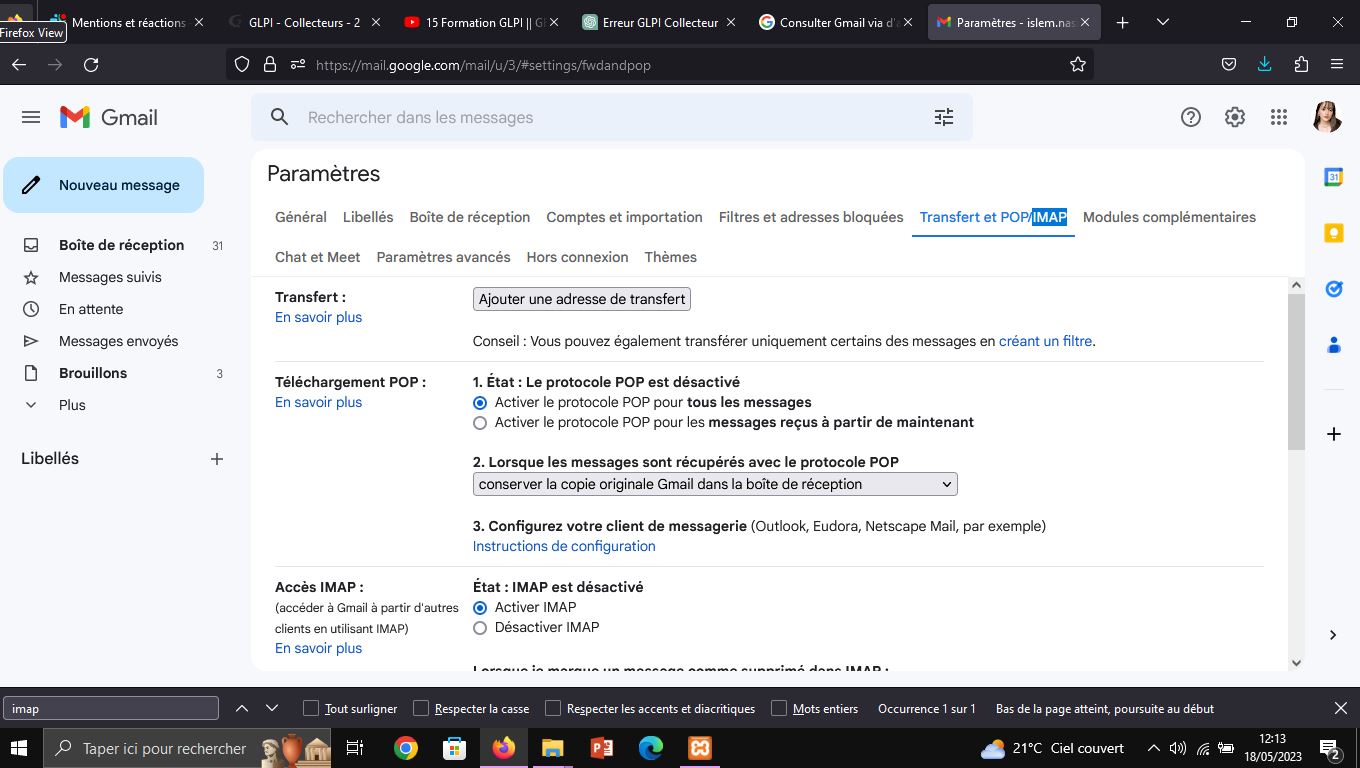 Mentions et réactions
GLPI - Collecteurs - 2
15 Formation GLPI || Gl
Erreur GLPI Collecteur
Consulter Gmail via d'a
Paramètres - islem.nas
Firefox View
https://mail.google.com/mail/u/3/#settings/fwdandpop
Gmail
Rechercher dans les messages
Nouveau message
Boîte de réception 31
Messages suivis
En attente
Messages envoyés
Brouillons 3
Plus
Libellés
Paramètres
Général Libellés Boîte de réception Comptes et importation Filtres et adresses bloquées Transfert et POP/IMAP Modules complémentaires
Chat et Meet Paramètres avancés Hors connexion Thèmes
Transfert :
En savoir plus
Ajouter une adresse de transfert
Conseil : Vous pouvez également transférer uniquement certains des messages en créant un filtre.
Téléchargement POP :
En savoir plus
1. État : Le protocole POP est désactivé
Activer le protocole POP pour tous les messages
Activer le protocole POP pour les messages reçus à partir de maintenant
2. Lorsque les messages sont récupérés avec le protocole POP
conserver la copie originale Gmail dans la boîte de réception
3. Configurez votre client de messagerie (Outlook, Eudora, Netscape Mail, par exemple)
Instructions de configuration
Accès IMAP :
(accéder à Gmail à partir d'autres
clients en utilisant IMAP)
En savoir plus
État : IMAP est désactivé
Activer IMAP
Désactiver IMAP
Lorsque je marque un message comme supprimé dans IMAP :
31
imap
Tout surligner Respecter la casse Respecter les accents et diacritiques Mots entiers Occurrence 1 sur 1 Bas de la page atteint, poursuite au début
Taper ici pour rechercher
21°C Ciel couvert
12:13
18/05/2023
2